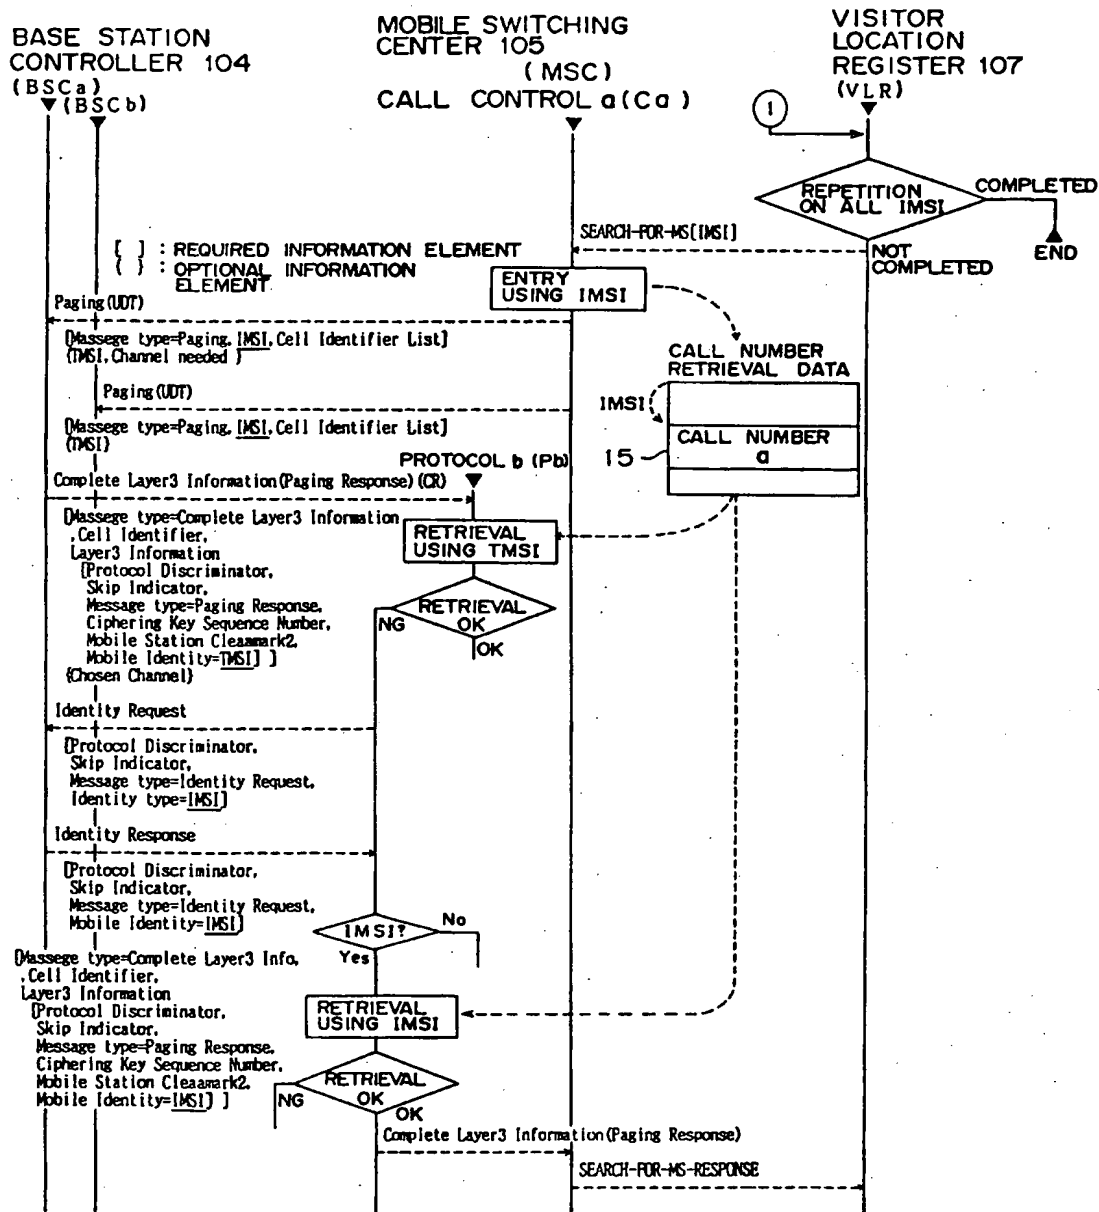 BASE STATION
CONTROLLER 104
(BSCa)
(BSCb)
MOBILE SWITCHING
CENTER 105
(MSC)
CALL CONTROL a(Ca)
VISITOR
LOCATION
REGISTER 107
(VLR)
1
REPETITION
ON ALL IMSI
COMPLETED
END
NOT
COMPLETED
SEARCH-FOR-MS[IMSI]
[ ] : REQUIRED INFORMATION ELEMENT
{ } : OPTIONAL INFORMATION
ELEMENT
ENTRY
USING IMSI
Paging(UDT)
[Massege type=Paging, IMSI, Cell Identifier List]
{TMSI, Channel needed }
CALL NUMBER
RETRIEVAL DATA
IMSI
CALL NUMBER
a
15
Paging(UDT)
[Massege type=Paging, IMSI, Cell Identifier List]
{TMSI}
PROTOCOL b (Pb)
Complete Layer3 Information(Paging Response)(CR)
[Massege type=Complete Layer3 Information
,Cell Identifier,
Layer3 Information
[Protocol Discriminator,
Skip Indicator,
Message type=Paging Response,
Ciphering Key Sequence Number,
Mobile Station Cleaamark2,
Mobile Identity=TMSI] ]
{Chosen Channel}
RETRIEVAL
USING TMSI
RETRIEVAL
OK
NG
OK
Identity Request
[Protocol Discriminator,
Skip Indicator,
Message type=Identity Request,
Identity type=IMSI]
Identity Response
[Protocol Discriminator,
Skip Indicator,
Message type=Identity Request,
Mobile Identity=IMSI]
IMSI?
No
Yes
[Massege type=Complete Layer3 Info,
,Cell Identifier,
Layer3 Information
[Protocol Discriminator,
Skip Indicator,
Message type=Paging Response,
Ciphering Key Sequence Number,
Mobile Station Cleaamark2,
Mobile Identity=IMSI] ]
RETRIEVAL
USING IMSI
RETRIEVAL
OK
NG
OK
Complete Layer3 Information(Paging Response)
SEARCH-FOR-MS-RESPONSE